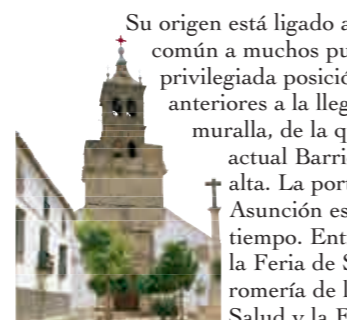 Su origen está ligado a
común a muchos pu
privilegiada posició
anteriores a la lleg
muralla, de la q
actual Barri
alta. La port
Asunción es
tiempo. Entr
la Feria de S
romería de l
Salud y la F